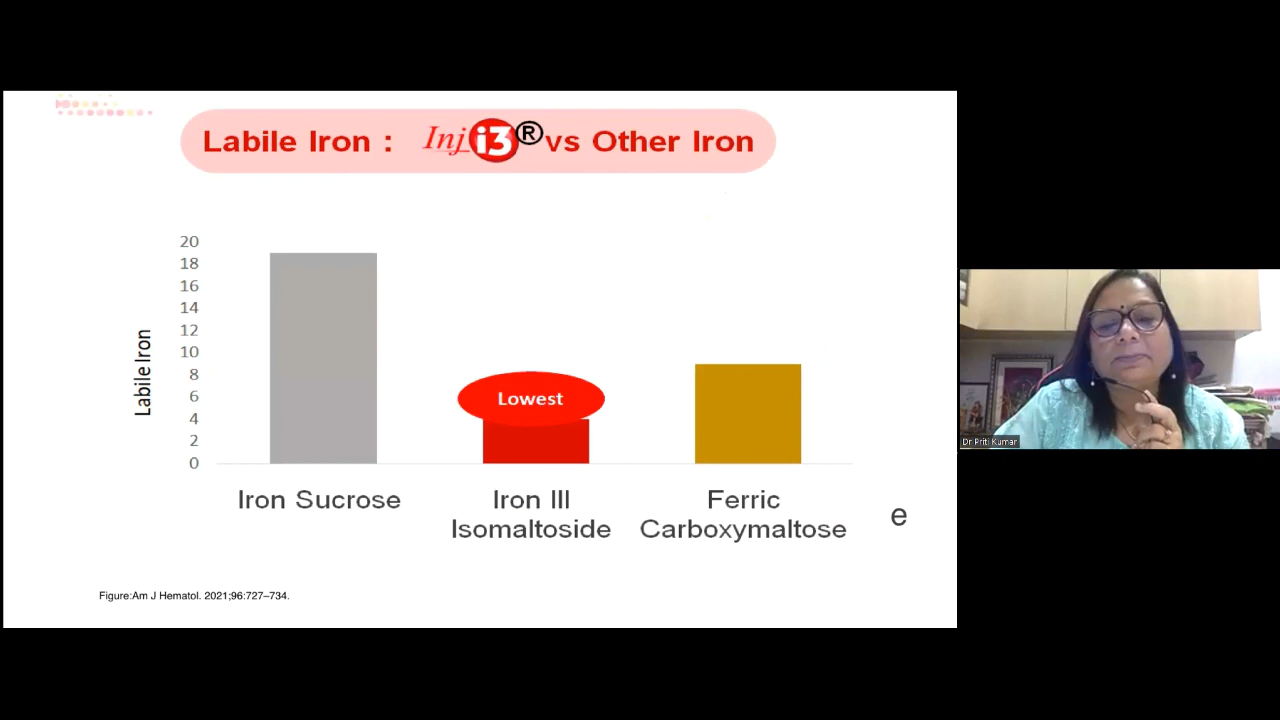 Labile Iron : Inj i3® vs Other Iron
20
18
16
14
12
10
8
6
4
2
0
Labile Iron
Lowest
Iron Sucrose
Iron III
Isomaltoside
Ferric
Carboxymaltose
e
Figure:Am J Hematol. 2021;96:727–734.
Dr Priti Kumar